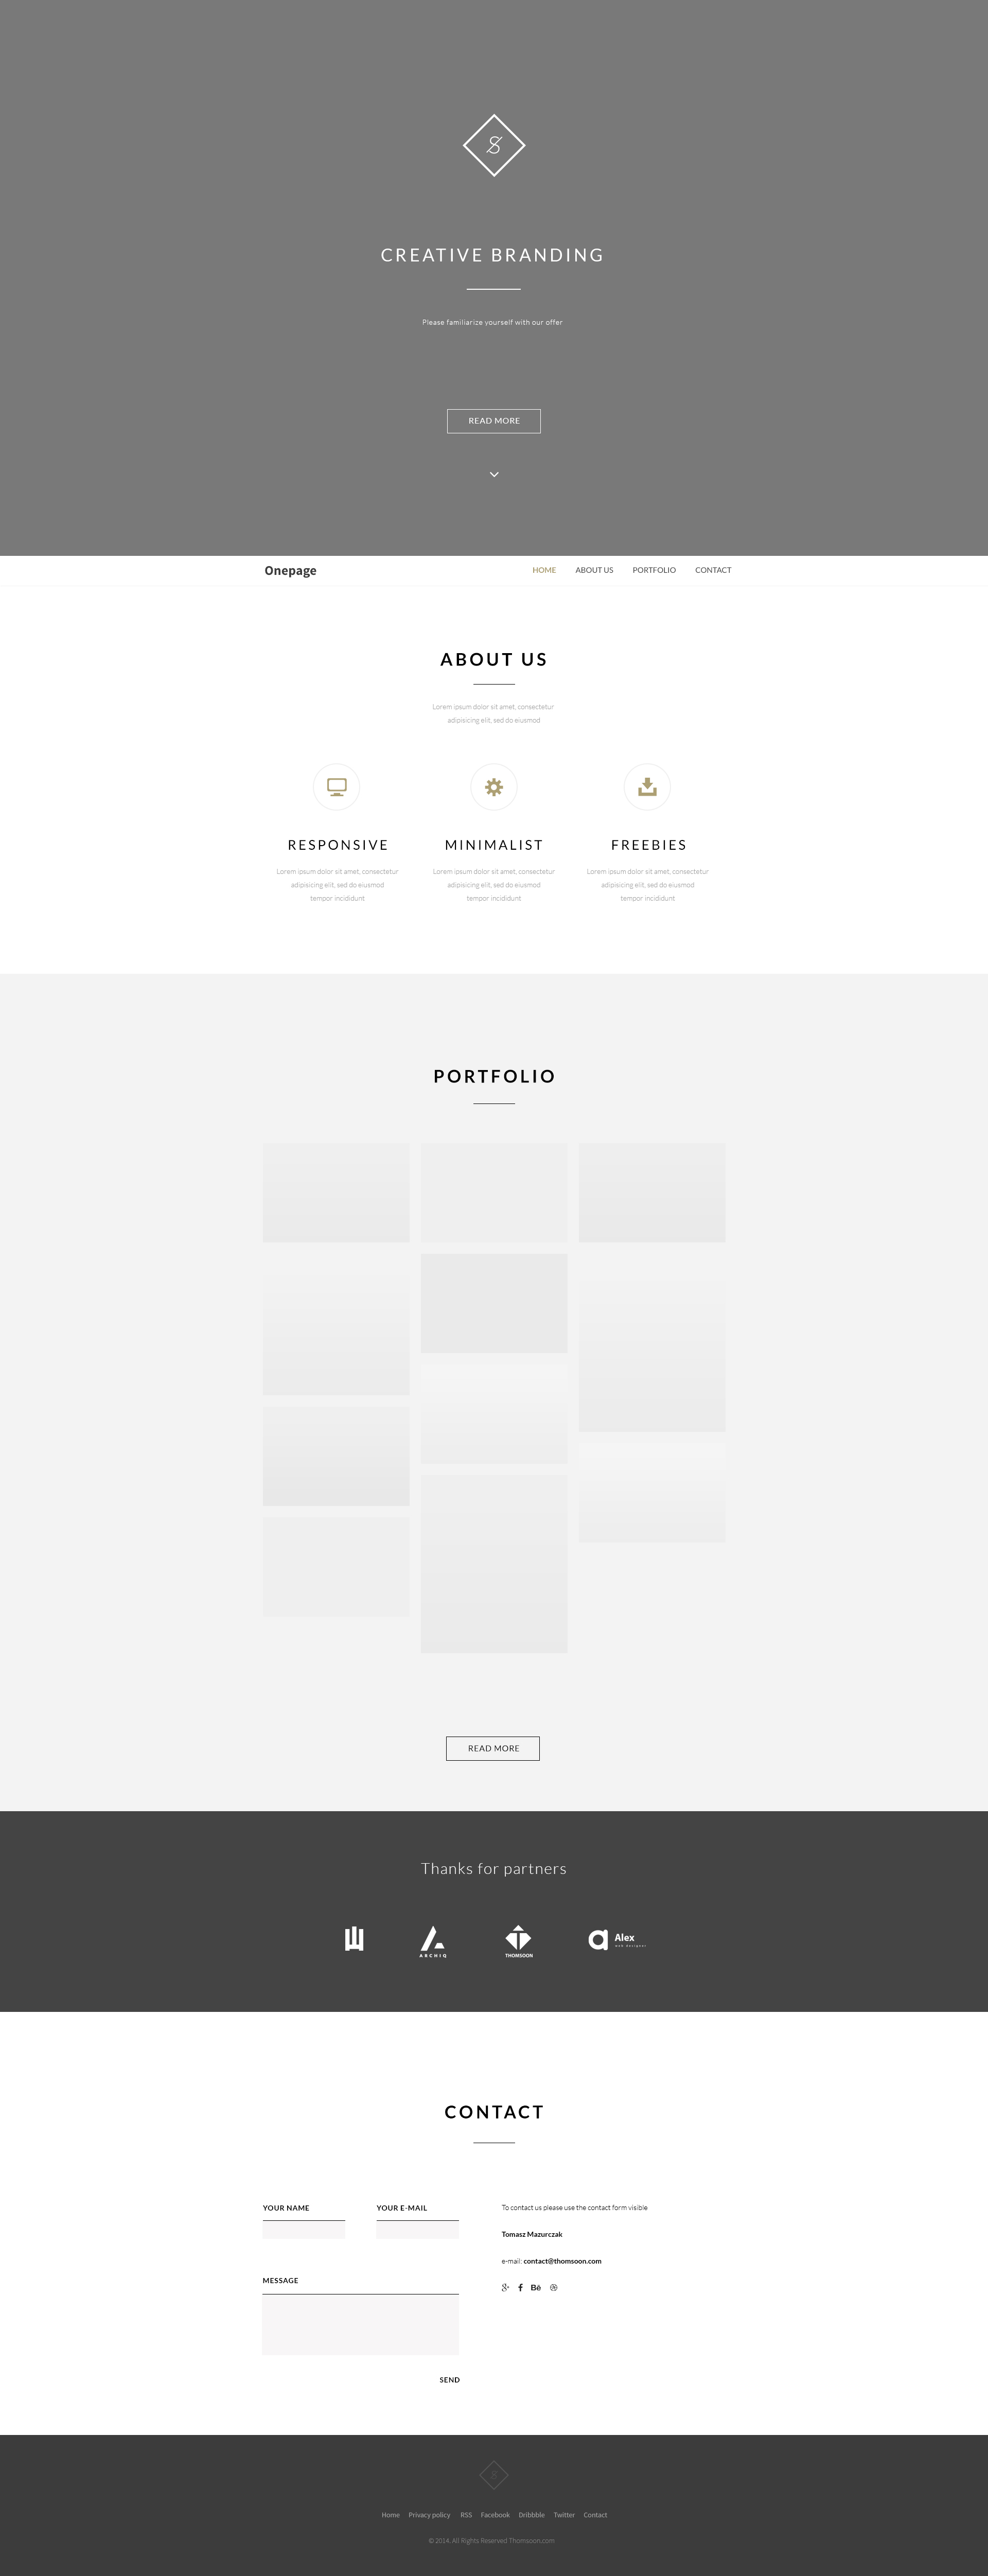 S
CREATIVE BRANDING
Please familiarize yourself with our offer
READ MORE
Onepage
HOME ABOUT US PORTFOLIO CONTACT
ABOUT US
Lorem ipsum dolor sit amet, consectetur
adipisicing elit, sed do eiusmod
RESPONSIVE
Lorem ipsum dolor sit amet, consectetur
adipisicing elit, sed do eiusmod
tempor incididunt
MINIMALIST
Lorem ipsum dolor sit amet, consectetur
adipisicing elit, sed do eiusmod
tempor incididunt
FREEBIES
Lorem ipsum dolor sit amet, consectetur
adipisicing elit, sed do eiusmod
tempor incididunt
PORTFOLIO
READ MORE
Thanks for partners
ARCHIQ
THOMSOON
a Alex
web designer
CONTACT
YOUR NAME
YOUR E-MAIL
MESSAGE
SEND
To contact us please use the contact form visible
Tomasz Mazurczak
e-mail: contact@thomsoon.com
Bē
S
Home Privacy policy RSS Facebook Dribbble Twitter Contact
© 2014. All Rights Reserved Thomsoon.com